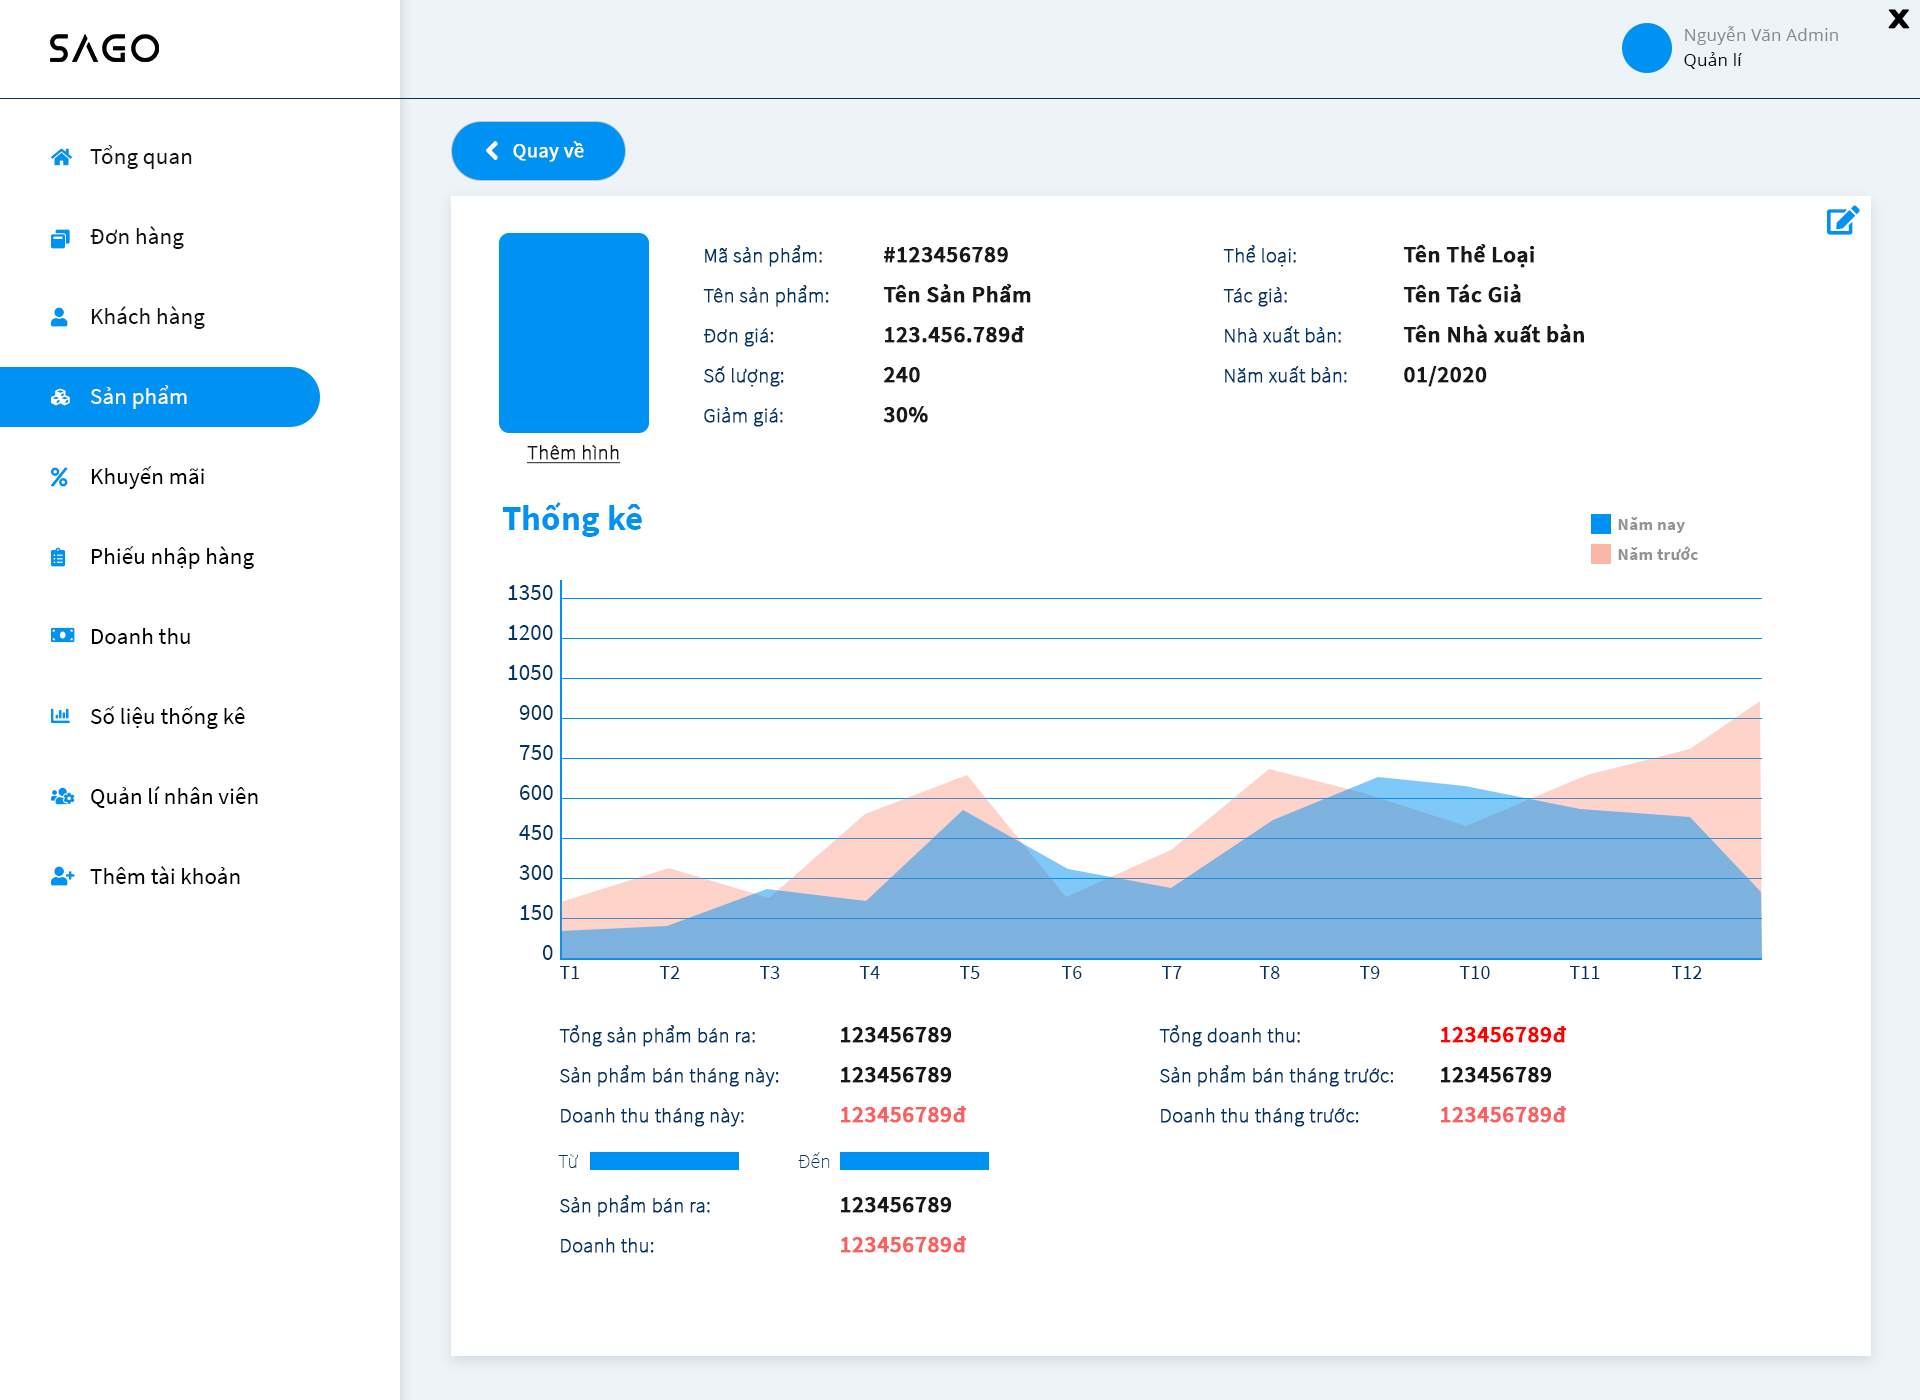 SAGO
Nguyễn Văn Admin
Quản lí
X
Tổng quan
Đơn hàng
Khách hàng
Sản phẩm
Khuyến mãi
Phiếu nhập hàng
Doanh thu
Số liệu thống kê
Quản lí nhân viên
Thêm tài khoản
Quay về
Mã sản phẩm: #123456789
Tên sản phẩm: Tên Sản Phẩm
Đơn giá: 123.456.789đ
Số lượng: 240
Giảm giá: 30%
Thể loại: Tên Thể Loại
Tác giả: Tên Tác Giả
Nhà xuất bản: Tên Nhà xuất bản
Năm xuất bản: 01/2020
Thêm hình
Thống kê
Năm nay
Năm trước
1350
1200
1050
900
750
600
450
300
150
0
T1 T2 T3 T4 T5 T6 T7 T8 T9 T10 T11 T12
Tổng sản phẩm bán ra: 123456789
Sản phẩm bán tháng này: 123456789
Doanh thu tháng này: 123456789đ
Tổng doanh thu: 123456789đ
Sản phẩm bán tháng trước: 123456789
Doanh thu tháng trước: 123456789đ
Từ Đến
Sản phẩm bán ra: 123456789
Doanh thu: 123456789đ